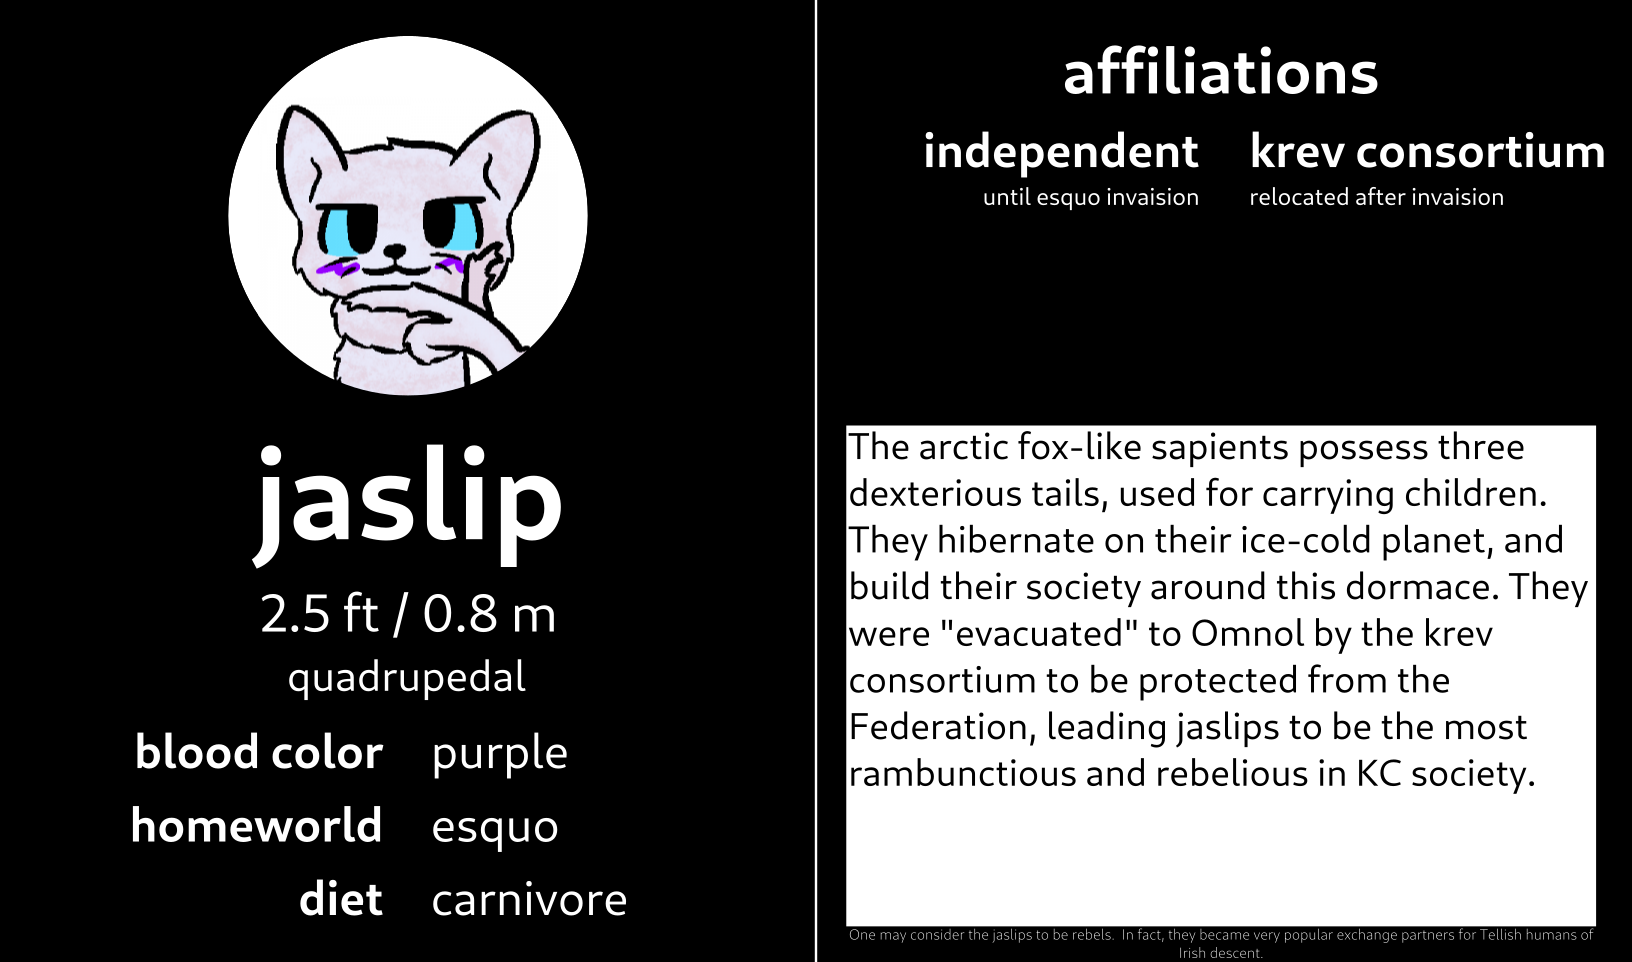 jaslip
2.5 ft / 0.8 m
quadrupedal
blood color purple
homeworld esquo
diet carnivore
affiliations
independent krev consortium
until esquo invaision relocated after invaision
The arctic fox-like sapients possess three
dexterious tails, used for carrying children.
They hibernate on their ice-cold planet, and
build their society around this dormace. They
were "evacuated" to Omnol by the krev
consortium to be protected from the
Federation, leading jaslips to be the most
rambunctious and rebelious in KC society.
One may consider the jaslips to be rebels.  In fact, they became very popular exchange partners for Tellish humans of
Irish descent.